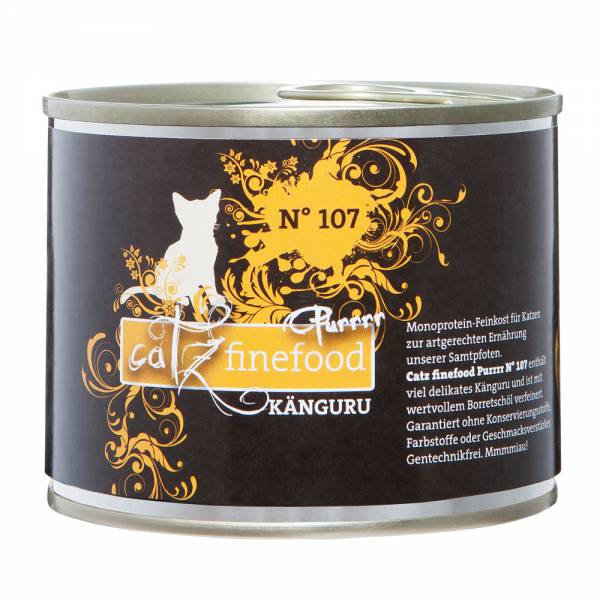 N° 107
Purrrr
catz finefood
KÄNGURU
Monoprotein-Feinkost für Katzen
zur artgerechten Ernährung
unserer Samtpfoten.
Catz finefood Purrrr N° 107 enthält
viel delikates Känguru und ist mit
wertvollem Borretschöl verfeinert.
Garantiert ohne Konservierungsstoffe,
Farbstoffe oder Geschmacksverstärker.
Gentechnikfrei. Mmmmiau!